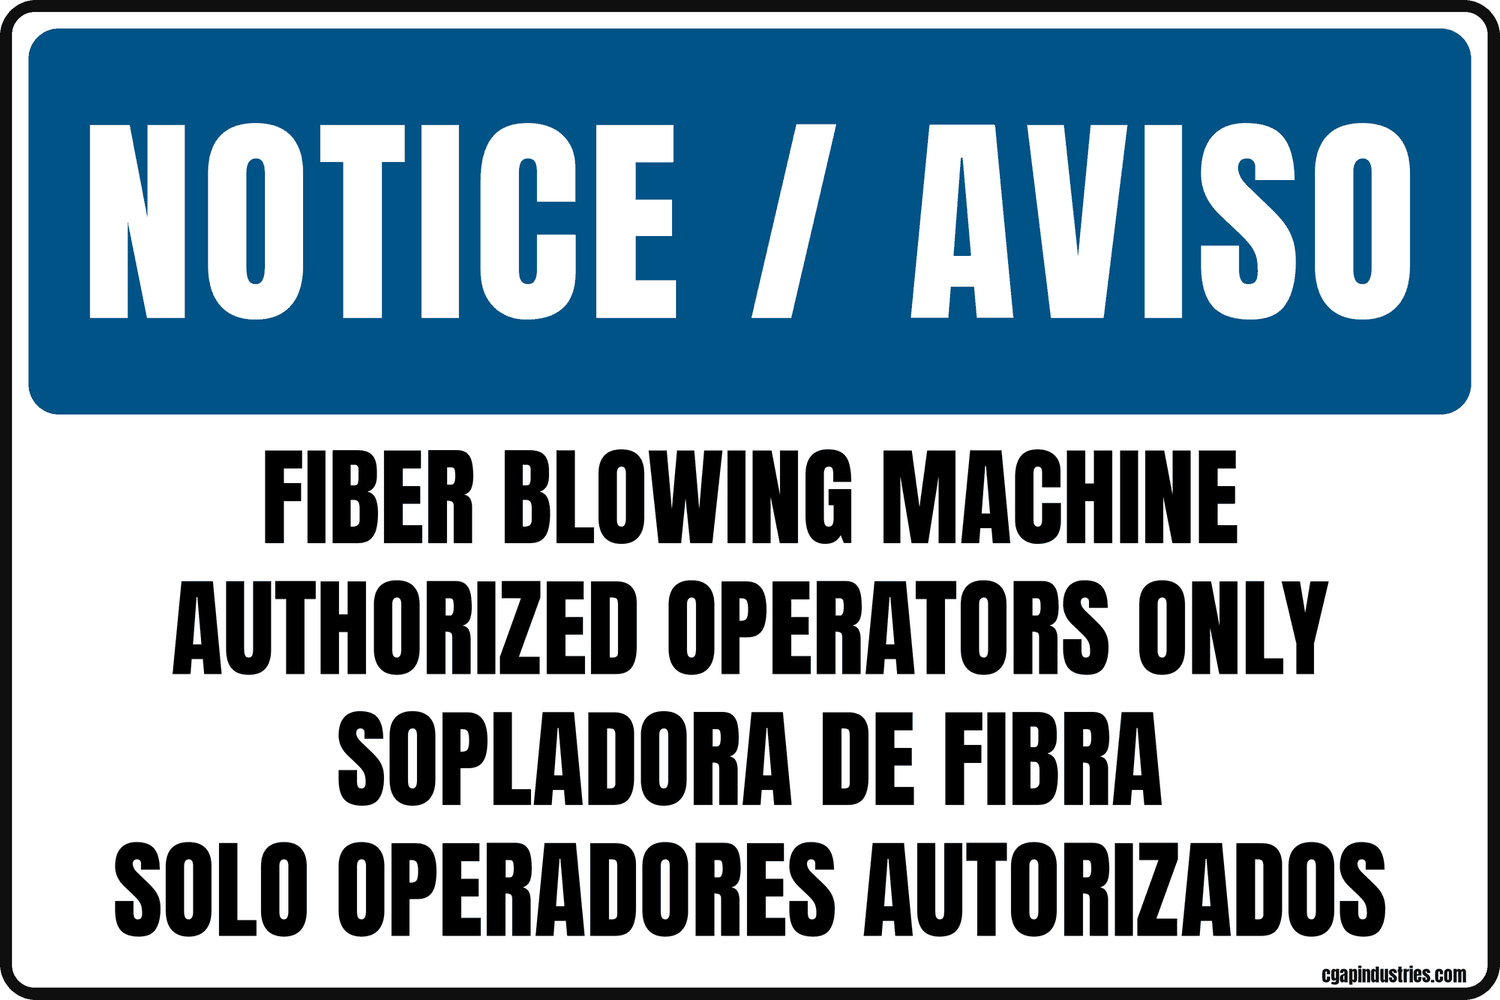 NOTICE / AVISO
FIBER BLOWING MACHINE
AUTHORIZED OPERATORS ONLY
SOPLADORA DE FIBRA
SOLO OPERADORES AUTORIZADOS
cgapindustries.com